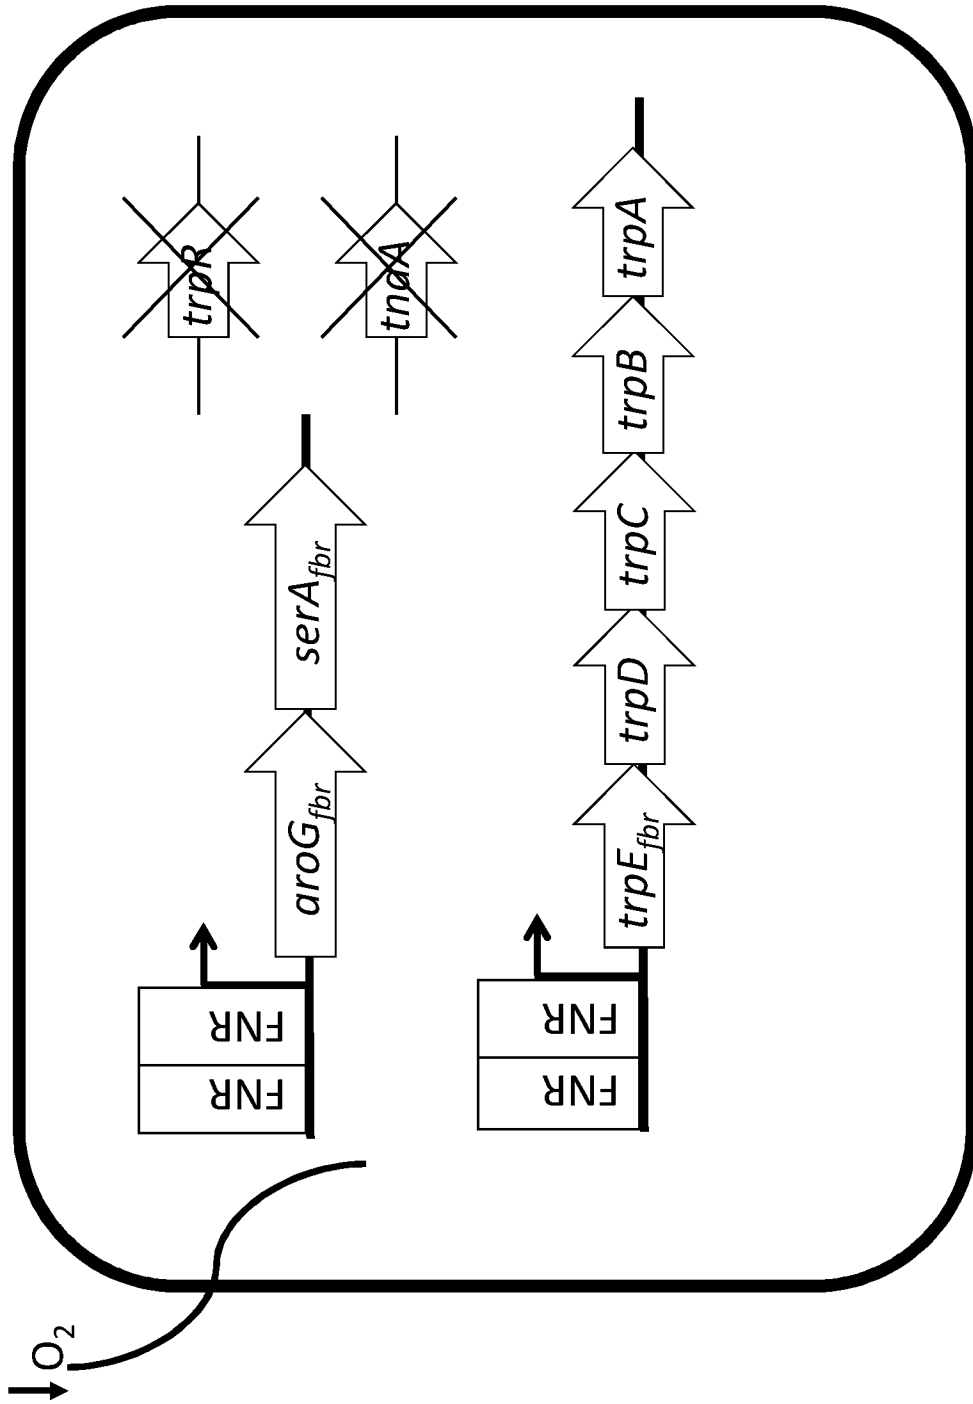 O2
FNR FNR
aroGfbr serAfbr
trpR
tnaA
FNR FNR
trpEfbr trpD trpC trpB trpA